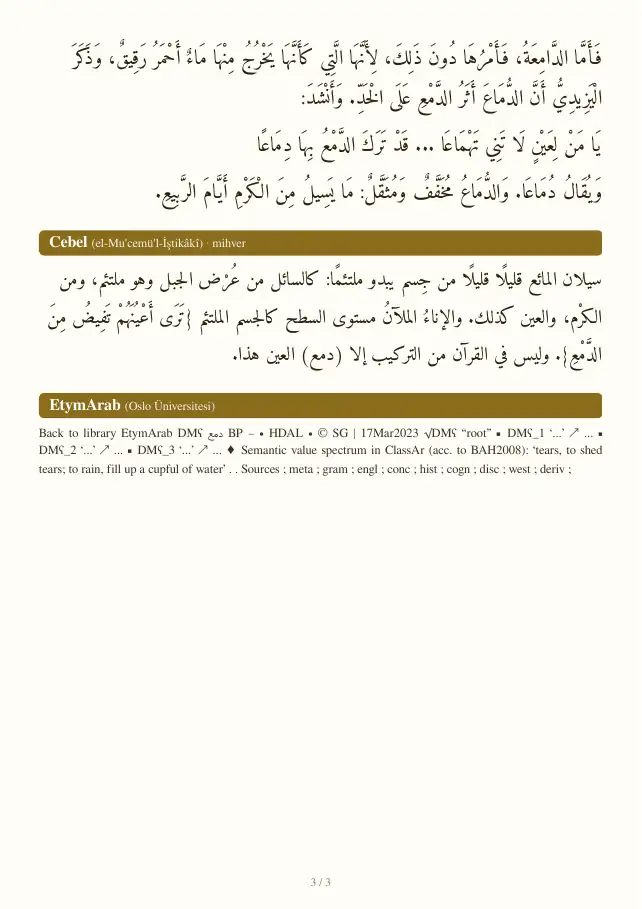 فَأَمَّا الدَّامِعَةُ، فَأَمْرُهَا دُونَ ذَلِكَ، لِأَنَّهَا الَّتِي كَأَنَّهَا يَخْرُجُ مِنْهَا مَاءٌ أَحْمَرُ رَقِيقٌ، وَذَكَرَ
الْيَزِيدِيُّ أَنَّ الدُّمَاعَ أَثَرُ الدَّمْعِ عَلَى الْخَدِّ. وَأَنْشَدَ:
يَا مَنْ لِعَيْنٍ لَا تَنِي تَهْمَاعَا ... قَدْ تَرَكَ الدَّمْعُ بِهَا دِمَاعًا
وَيُقَالُ دُمَاعَا. وَالدُّمَاعُ مُخَفَّفٌ وَمُثَقَّلٌ: مَا يَسِيلُ مِنَ الْكَرْمِ أَيَّامَ الرَّبِيعِ.
Cebel (el-Mu'cemü'l-İştikâkî) · mihver
سيلان المائع قليلًا قليلًا من جِسم يبدو ملتئمًا: كالسائل من عُرْض الجبل وهو ملتئم، ومن
الكرْم، والعين كذلك. والإناءُ الملآنُ مستوى السطح كالجسم الملتئم {تَرَى أَعْيُنَهُمْ تَفِيضُ مِنَ
الدَّمْعِ}. وليس في القرآن من التركيب إلا (دمع) العين هذا.
EtymArab (Oslo Üniversitesi)
Back to library EtymArab DMʕ دمع BP – • HDAL • © SG | 17Mar2023 √DMʕ “root” ▪ DMʕ_1 ‘...’ ↗ ... ▪
DMʕ_2 ‘...’ ↗ ... ▪ DMʕ_3 ‘...’ ↗ ... ♦ Semantic value spectrum in ClassAr (acc. to BAH2008): ‘tears, to shed
tears; to rain, fill up a cupful of water’ . . Sources ; meta ; gram ; engl ; conc ; hist ; cogn ; disc ; west ; deriv ;
3 / 3